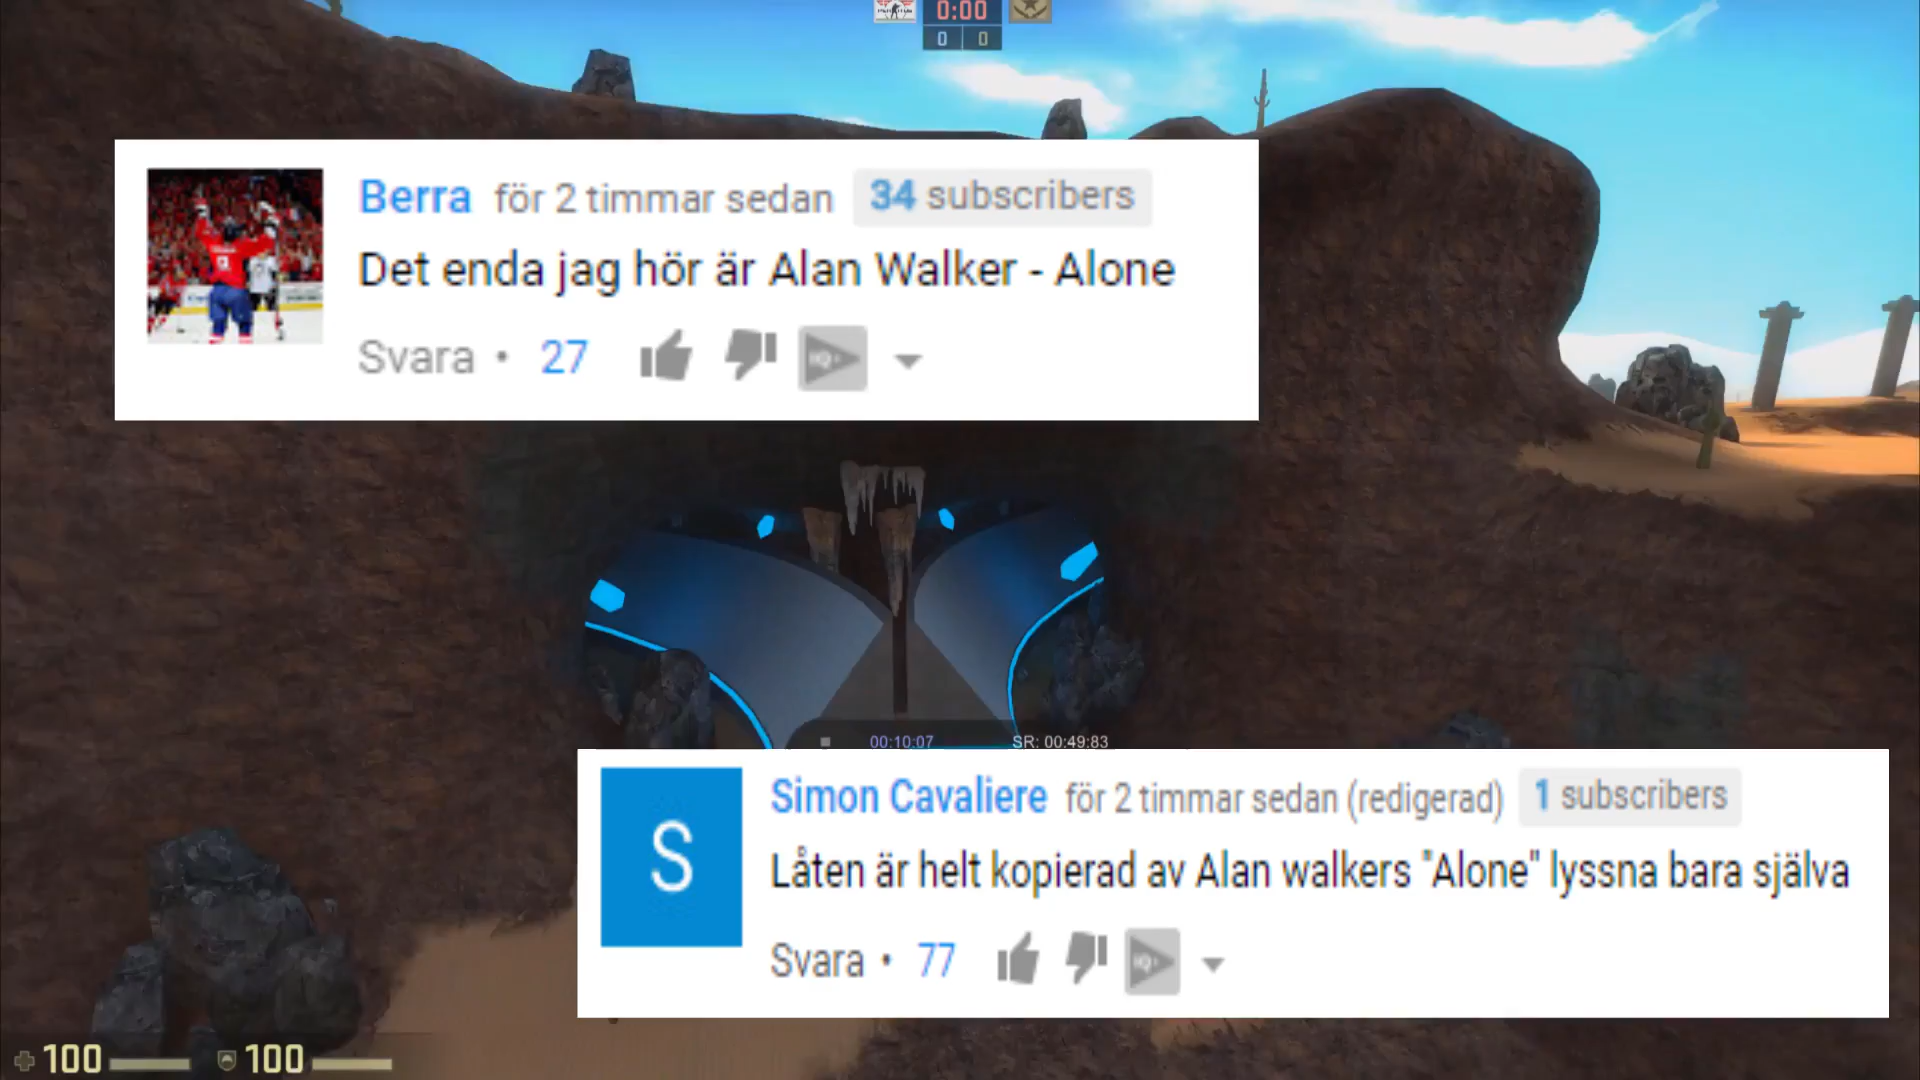 0:00
0 0
Berra för 2 timmar sedan 34 subscribers
Det enda jag hör är Alan Walker - Alone
Svara • 27
IQ+
00:10:07 SR: 00:49:83
S
Simon Cavaliere för 2 timmar sedan (redigerad) 1 subscribers
Låten är helt kopierad av Alan walkers "Alone" lyssna bara själva
Svara • 77
IQ+
100 100